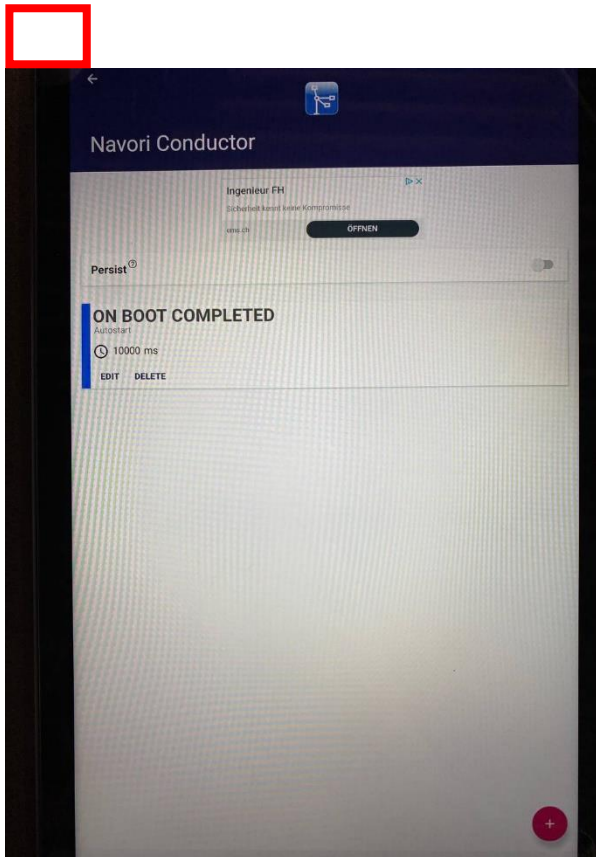 Navori Conductor
Ingenieur FH
Sicherheit kennt keine Kompromisse
ems.ch
ÖFFNEN
Persist
ON BOOT COMPLETED
Autostart
10000 ms
EDIT DELETE